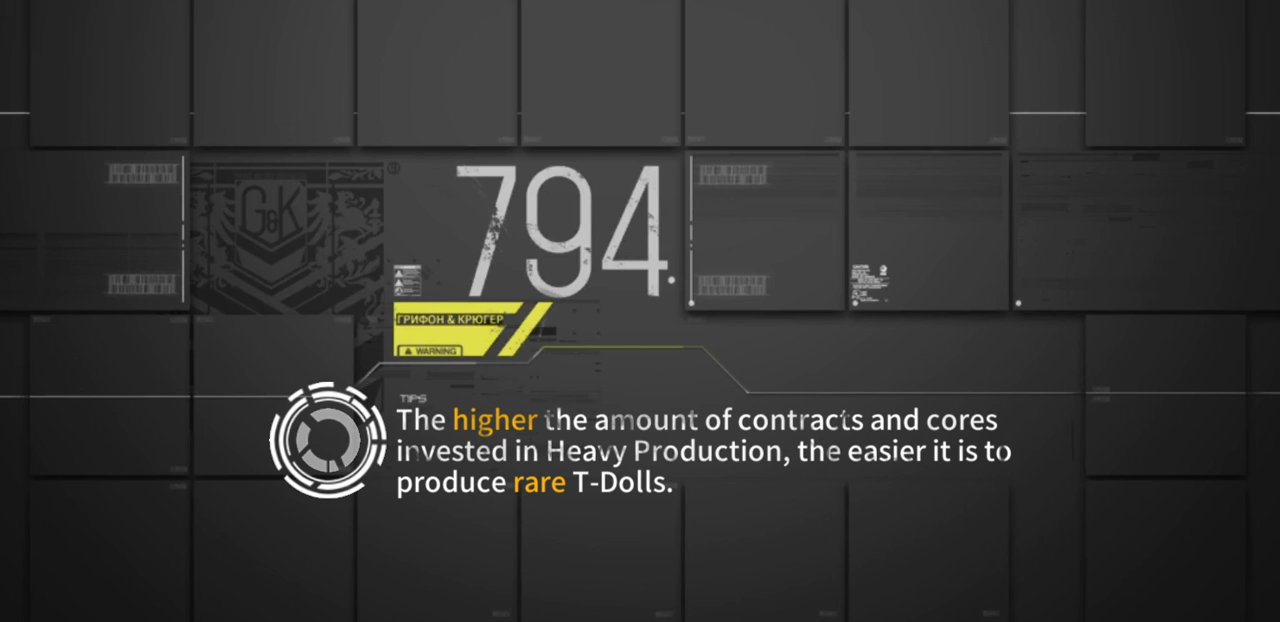 G&K
794.
ГРИФОН & КРЮГЕР
WARNING
TIPS
The higher the amount of contracts and cores
invested in Heavy Production, the easier it is to
produce rare T-Dolls.